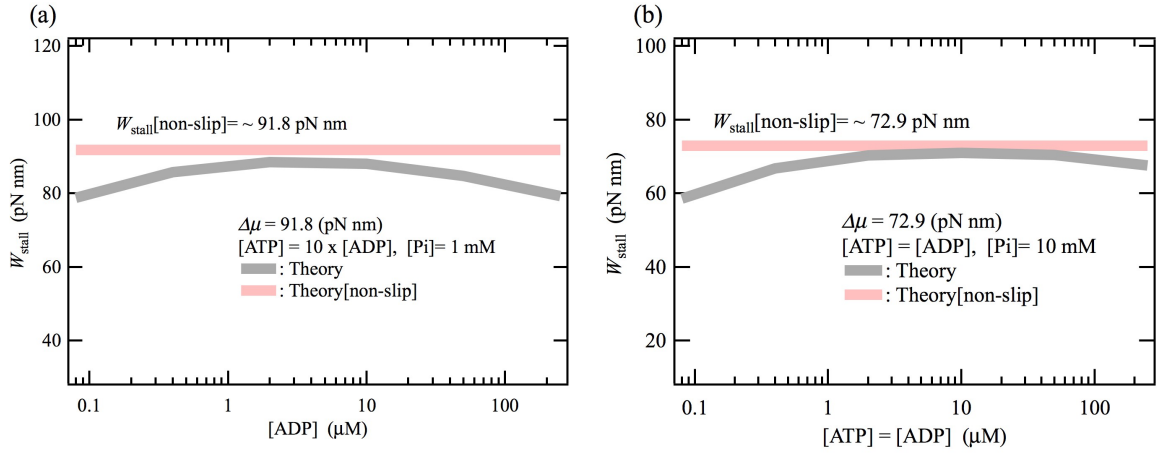 (a)
120
100
80
60
40
W_stall (pN nm)
W_stall[non-slip]= ~ 91.8 pN nm
Δμ = 91.8 (pN nm)
[ATP] = 10 x [ADP], [Pi]= 1 mM
: Theory
: Theory[non-slip]
0.1 1 10 100
[ADP] (μM)
(b)
100
80
60
40
20
W_stall (pN nm)
W_stall[non-slip]= ~ 72.9 pN nm
Δμ = 72.9 (pN nm)
[ATP] = [ADP], [Pi]= 10 mM
: Theory
: Theory[non-slip]
0.1 1 10 100
[ATP] = [ADP] (μM)